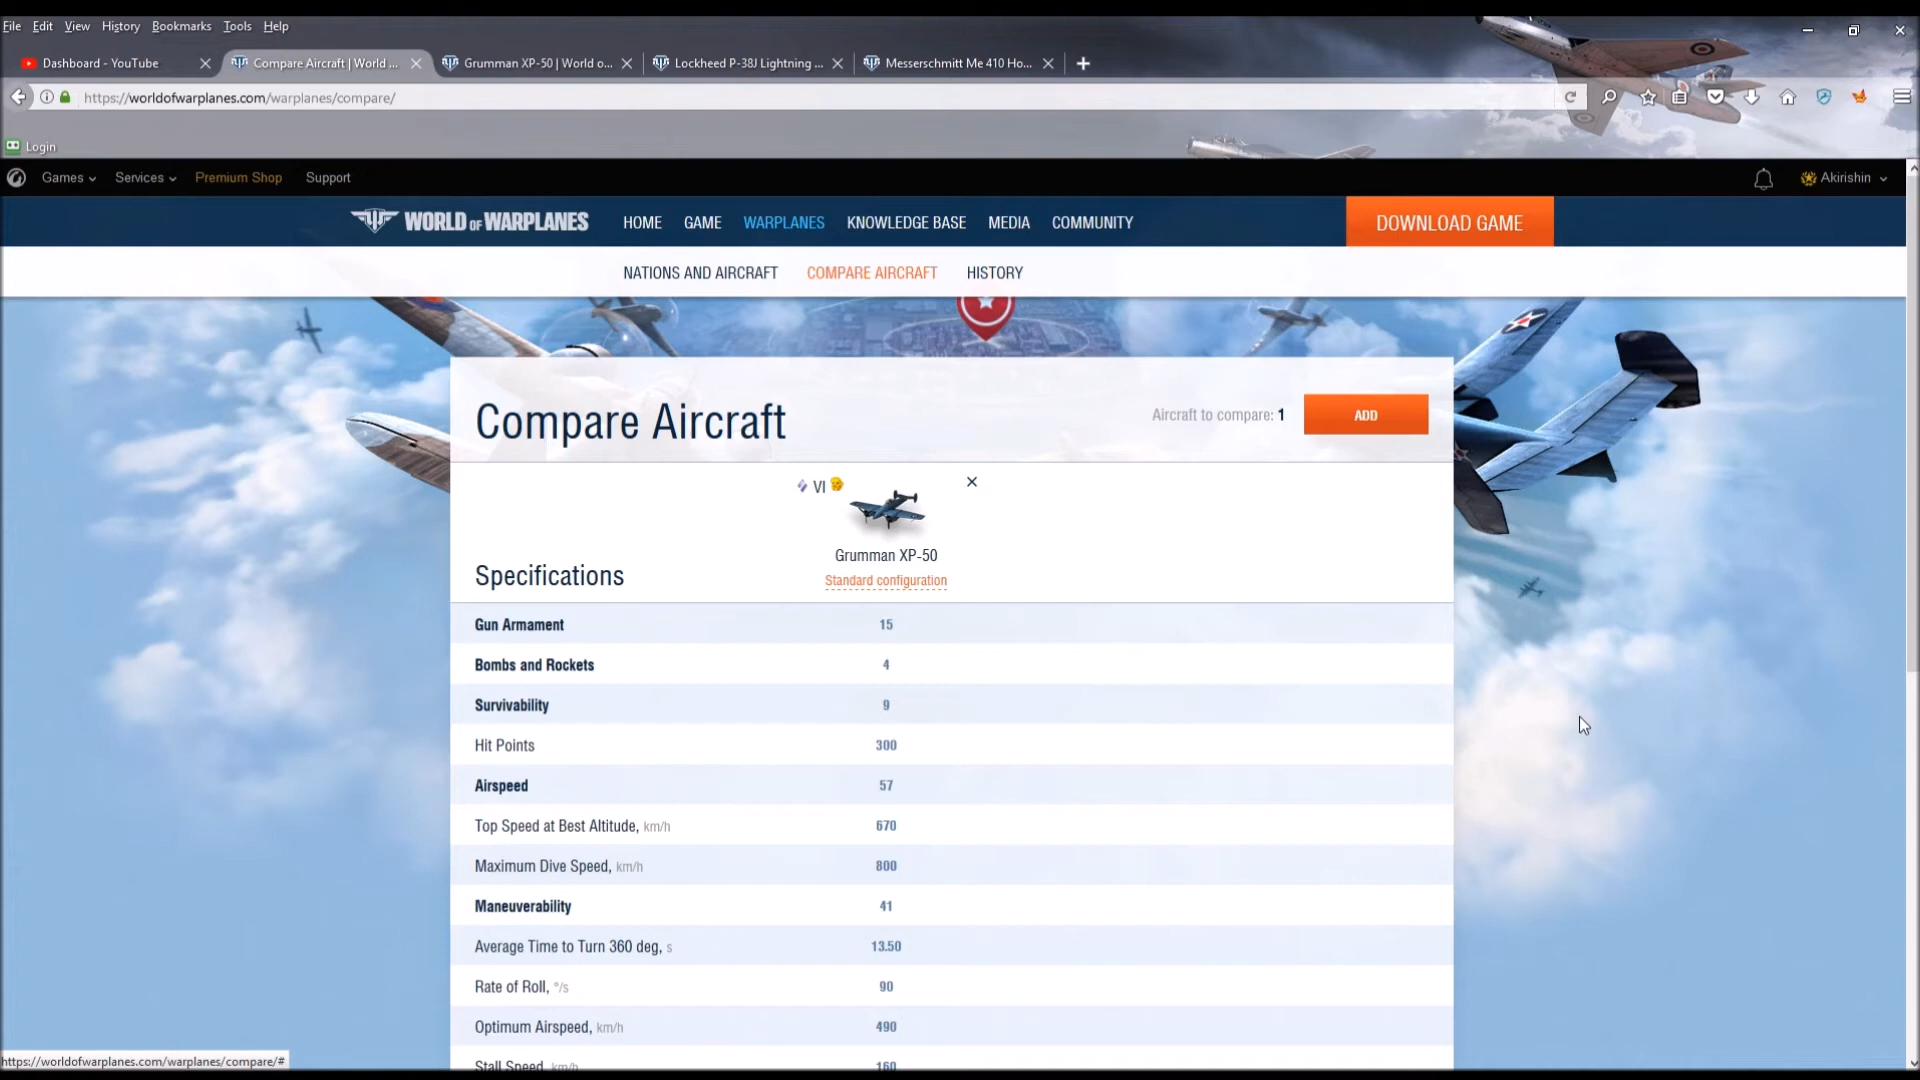 File Edit View History Bookmarks Tools Help
Dashboard - YouTube
Compare Aircraft | World ...
Grumman XP-50 | World o...
Lockheed P-38J Lightning ...
Messerschmitt Me 410 Ho...
https://worldofwarplanes.com/warplanes/compare/
Login
Games Services Premium Shop Support
Akirishin
WORLD OF WARPLANES
HOME GAME WARPLANES KNOWLEDGE BASE MEDIA COMMUNITY
DOWNLOAD GAME
NATIONS AND AIRCRAFT COMPARE AIRCRAFT HISTORY
Compare Aircraft
Aircraft to compare: 1
ADD
VI
Grumman XP-50
Standard configuration
Specifications
Gun Armament 15
Bombs and Rockets 4
Survivability 9
Hit Points 300
Airspeed 57
Top Speed at Best Altitude, km/h 670
Maximum Dive Speed, km/h 800
Maneuverability 41
Average Time to Turn 360 deg, s 13.50
Rate of Roll, °/s 90
Optimum Airspeed, km/h 490
Stall Speed, km/h 160
https://worldofwarplanes.com/warplanes/compare/#